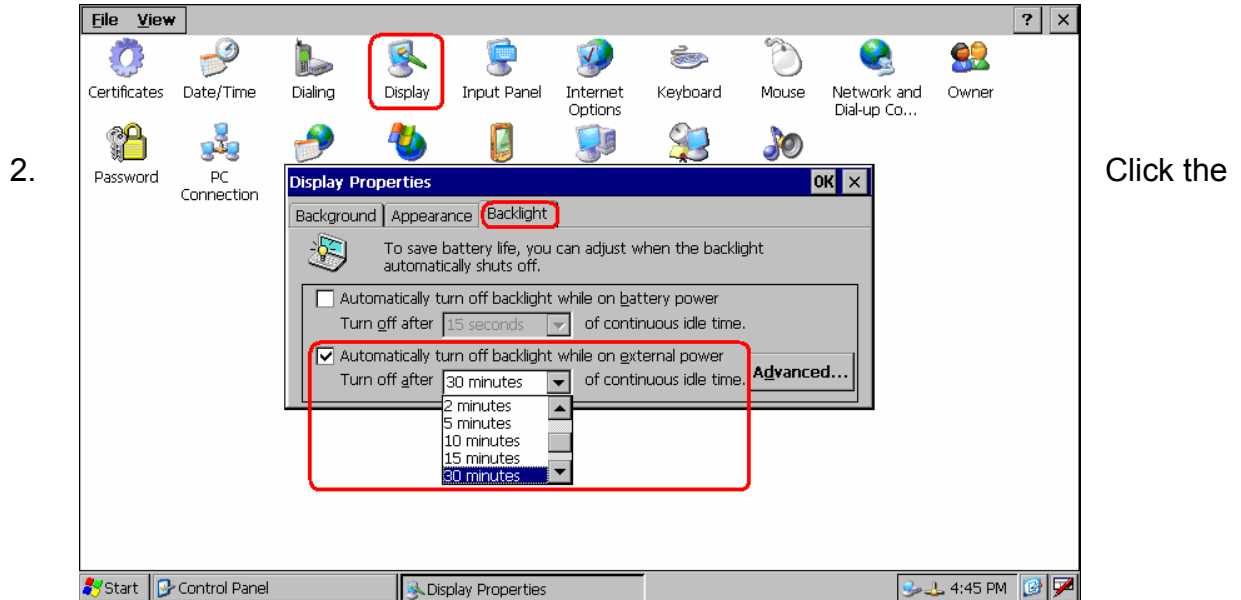 File View ? ×
Certificates Date/Time Dialing Display Input Panel Internet Options Keyboard Mouse Network and Dial-up Co... Owner
2. Click the
Password PC Connection
Display Properties OK ×
Background Appearance Backlight
To save battery life, you can adjust when the backlight
automatically shuts off.
Automatically turn off backlight while on battery power
Turn off after 15 seconds of continuous idle time.
Automatically turn off backlight while on external power
Turn off after 30 minutes of continuous idle time. Advanced...
2 minutes
5 minutes
10 minutes
15 minutes
30 minutes
Start Control Panel Display Properties 4:45 PM